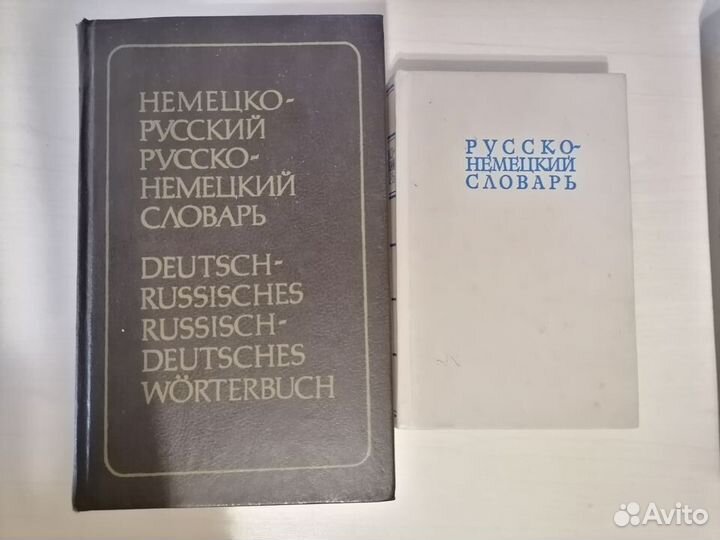 НЕМЕЦКО-
РУССКИЙ
РУССКО-
НЕМЕЦКИЙ
СЛОВАРЬ
DEUTSCH-
RUSSISCHES
RUSSISCH-
DEUTSCHES
WÖRTERBUCH
РУССКО-
НЕМЕЦКИЙ
СЛОВАРЬ
Avito